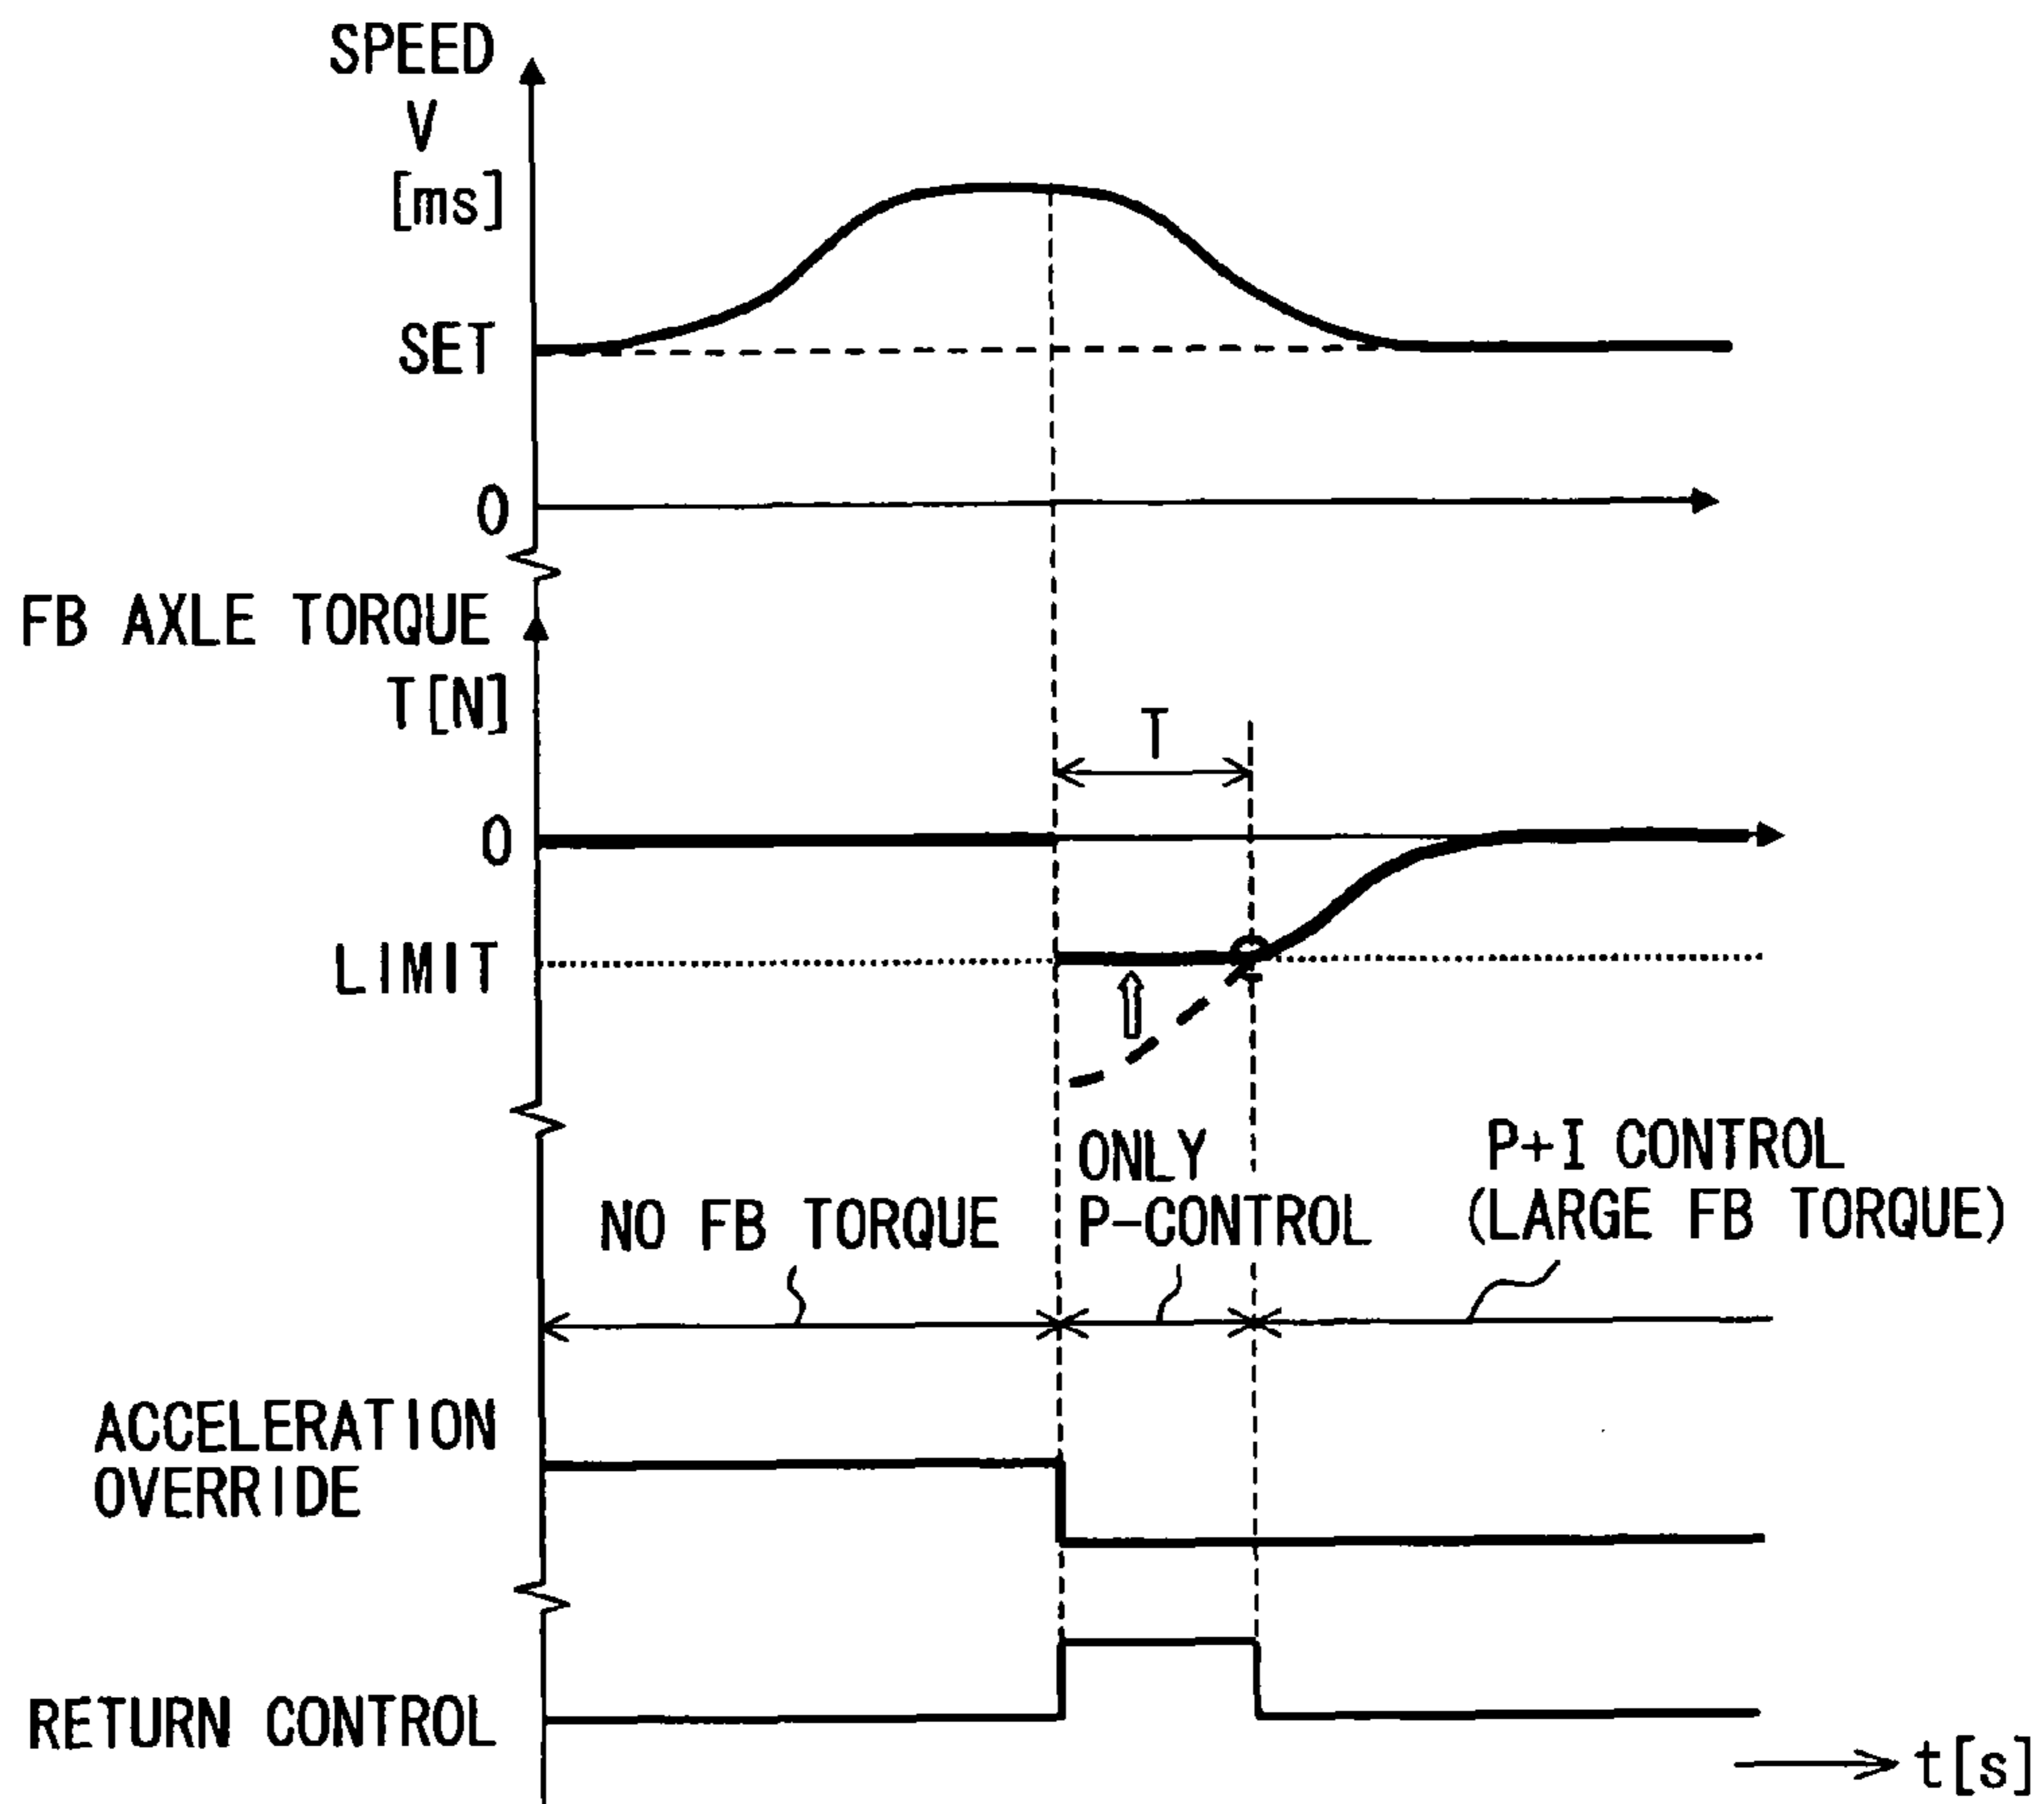 SPEED
V
[ms]
SET
0
FB AXLE TORQUE
T[N]
T
0
LIMIT
ONLY
P-CONTROL
P+I CONTROL
(LARGE FB TORQUE)
NO FB TORQUE
ACCELERATION
OVERRIDE
RETURN CONTROL
t[s]